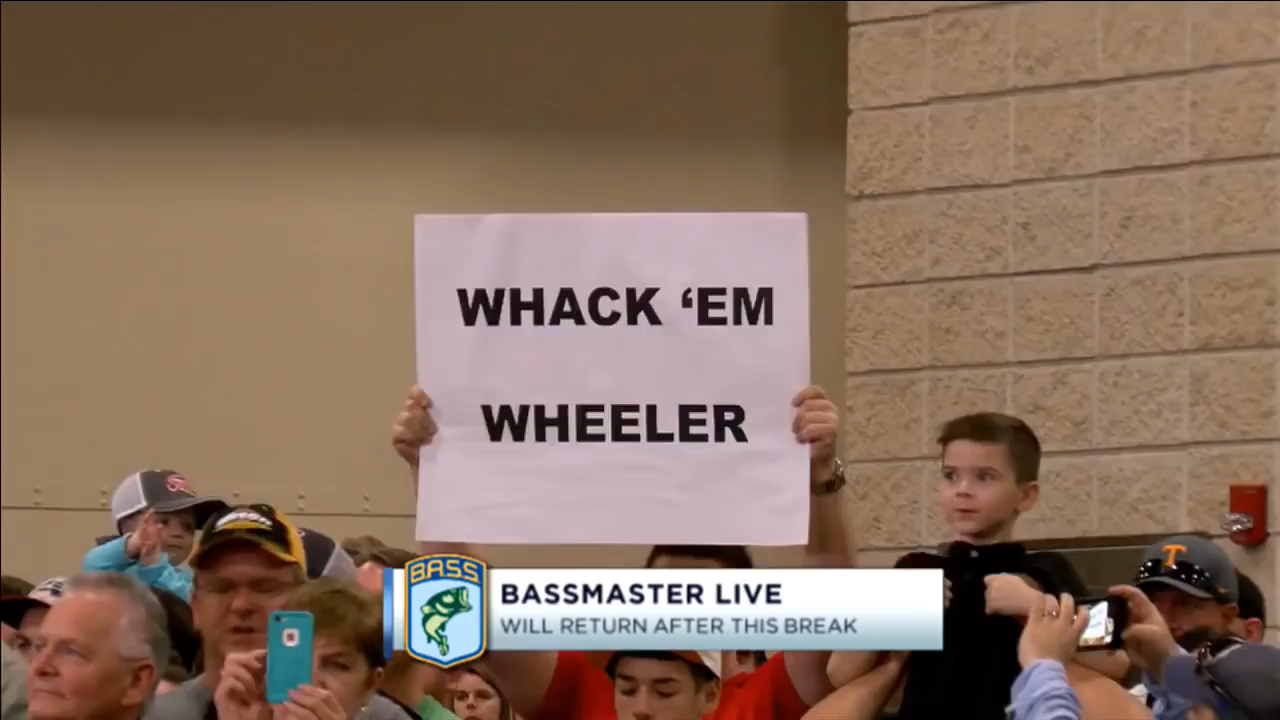 WHACK ‘EM
WHEELER
BASS
BASSMASTER LIVE
WILL RETURN AFTER THIS BREAK
T